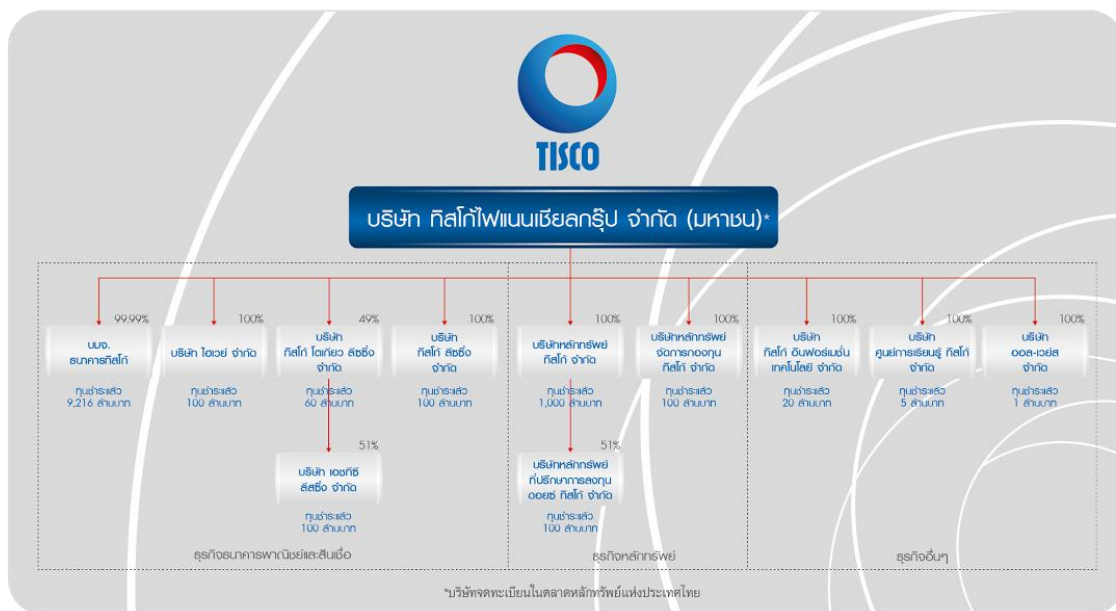 TISCO
บริษัท ทิสโก้ไฟแนนเชียลกรุ๊ป จำกัด (มหาชน)*
99.99%
บมจ.
ธนาคารทิสโก้
ทุนชำระแล้ว
9,216 ล้านบาท
100%
บริษัท ไฮเวย์ จำกัด
ทุนชำระแล้ว
100 ล้านบาท
49%
บริษัท
ทิสโก้ โตเกียว ลีซซิ่ง
จำกัด
ทุนชำระแล้ว
60 ล้านบาท
51%
บริษัท เอชทีซี
ลิสซิ่ง จำกัด
ทุนชำระแล้ว
100 ล้านบาท
100%
บริษัท
ทิสโก้ ลีซซิ่ง
จำกัด
ทุนชำระแล้ว
100 ล้านบาท
ธุรกิจธนาคารพาณิชย์และสินเชื่อ
100%
บริษัทหลักทรัพย์
ทิสโก้ จำกัด
ทุนชำระแล้ว
1,000 ล้านบาท
51%
บริษัทหลักทรัพย์
ที่ปรึกษาการลงทุน
ดอยซ์ ทิสโก้ จำกัด
ทุนชำระแล้ว
100 ล้านบาท
100%
บริษัทหลักทรัพย์
จัดการกองทุน
ทิสโก้ จำกัด
ทุนชำระแล้ว
100 ล้านบาท
ธุรกิจหลักทรัพย์
100%
บริษัท
ทิสโก้ อินฟอร์เมชั่น
เทคโนโลยี จำกัด
ทุนชำระแล้ว
20 ล้านบาท
100%
บริษัท
ศูนย์การเรียนรู้ ทิสโก้
จำกัด
ทุนชำระแล้ว
5 ล้านบาท
100%
บริษัท
ออล-เวย์ส
จำกัด
ทุนชำระแล้ว
1 ล้านบาท
ธุรกิจอื่นๆ
*บริษัทจดทะเบียนในตลาดหลักทรัพย์แห่งประเทศไทย